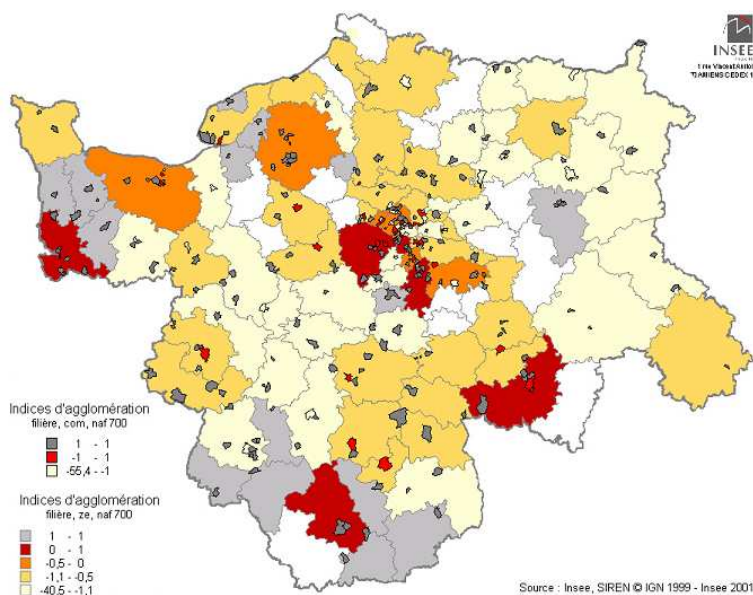 INSEE
Indices d'agglomération
filière, com, naf 700
1 - 1
-1 - 1
-55,4 - -1
Indices d'agglomération
filière, ze, naf 700
1 - 1
0 - 1
-0,5 - 0
-1,1 - -0,5
-40,5 - -1,1
Source : Insee, SIREN © IGN 1999 - Insee 2001